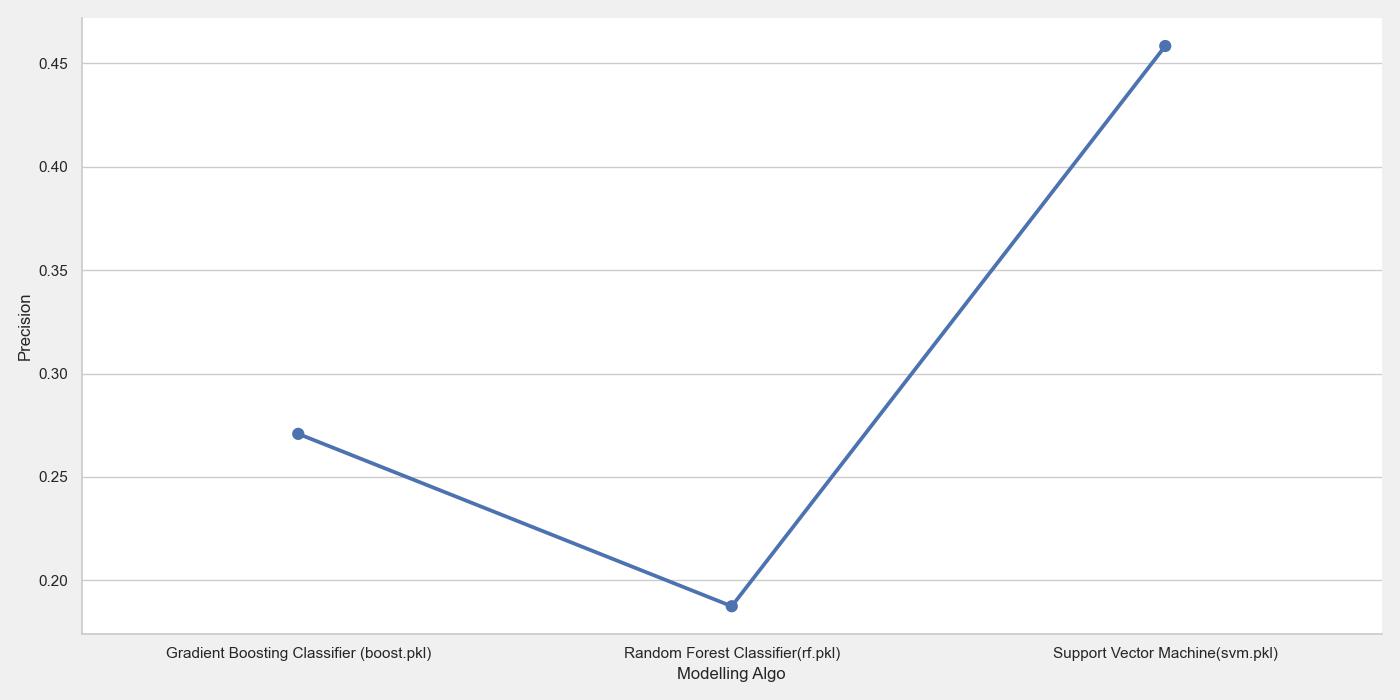 0.45
0.40
0.35
0.30
0.25
0.20
Precision
Gradient Boosting Classifier (boost.pkl)
Random Forest Classifier(rf.pkl)
Support Vector Machine(svm.pkl)
Modelling Algo